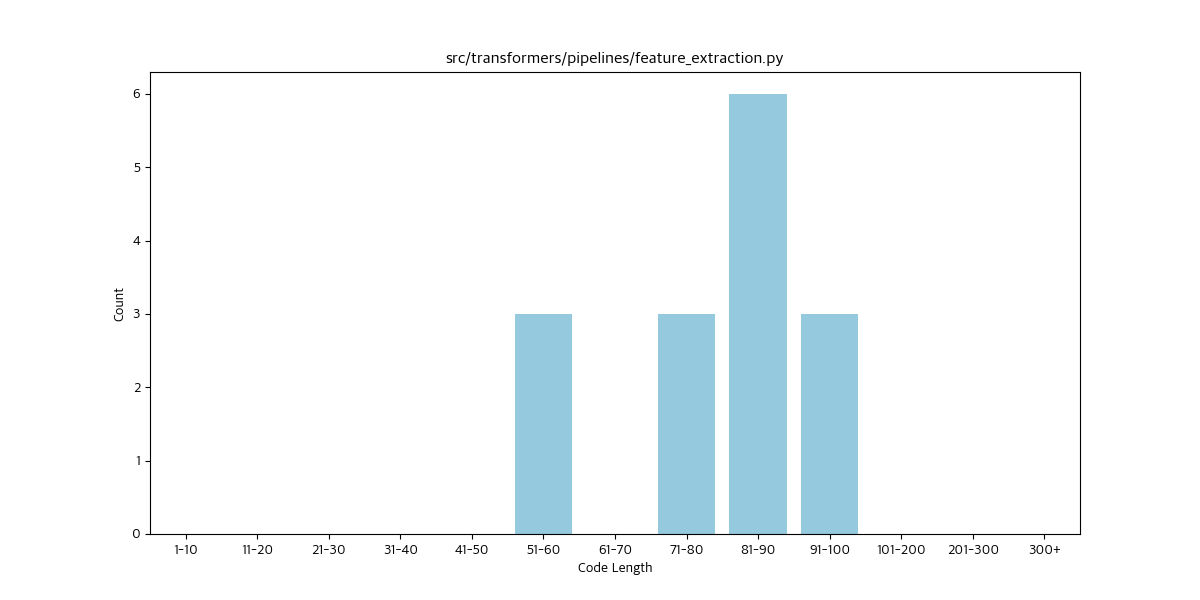 src/transformers/pipelines/feature_extraction.py
6
5
4
3
2
1
0
Count
1-10 11-20 21-30 31-40 41-50 51-60 61-70 71-80 81-90 91-100 101-200 201-300 300+
Code Length